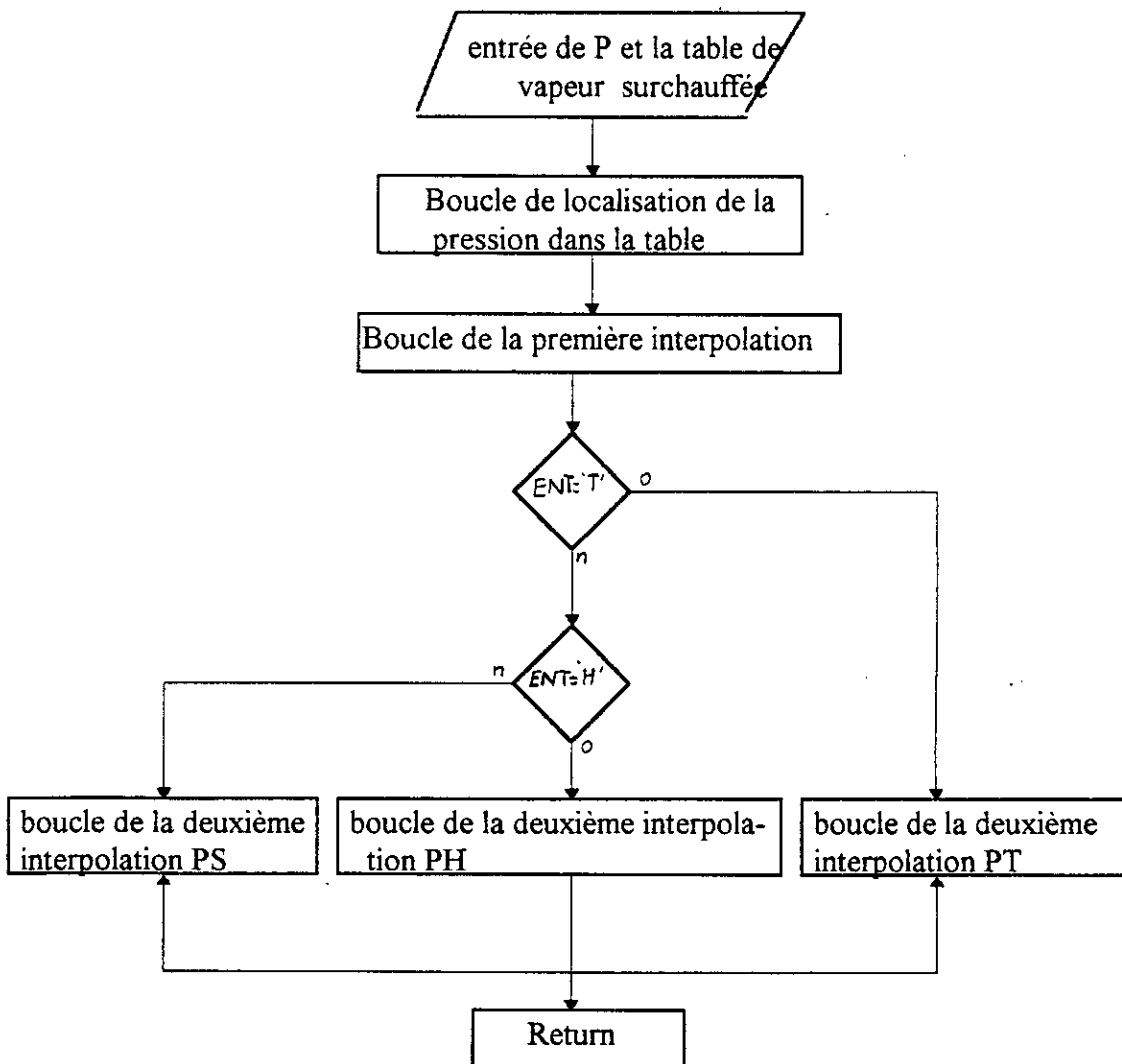 entrée de P et la table de
vapeur surchauffée
Boucle de localisation de la
pression dans la table
Boucle de la première interpolation
ENT='T'
o
n
ENT='H'
n
o
boucle de la deuxième
interpolation PS
boucle de la deuxième interpola-
tion PH
boucle de la deuxième
interpolation PT
Return